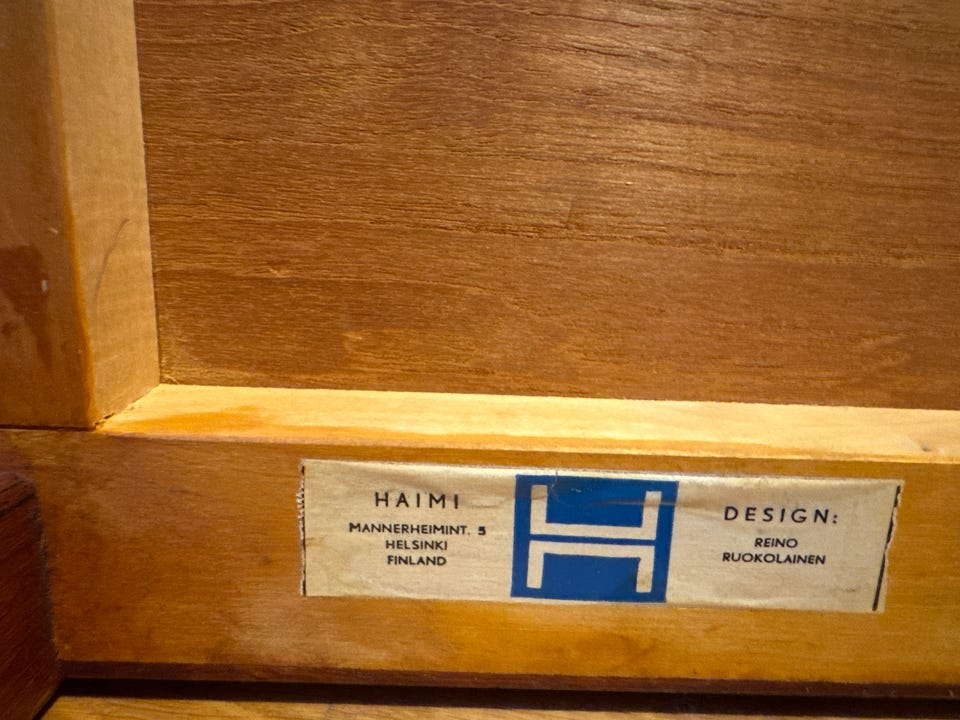 HAIMI
MANNERHEIMINT. 5
HELSINKI
FINLAND
DESIGN:
REINO
RUOKOLAINEN